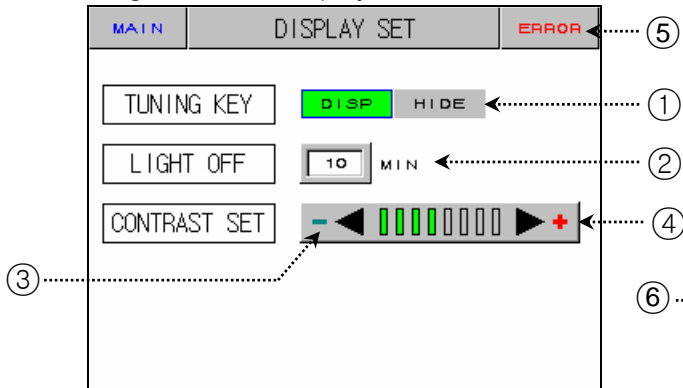 MAIN DISPLAY SET ERROR ⑤
TUNING KEY DISP HIDE ①
LIGHT OFF 10 MIN ②
CONTRAST SET - + ④
③
⑥